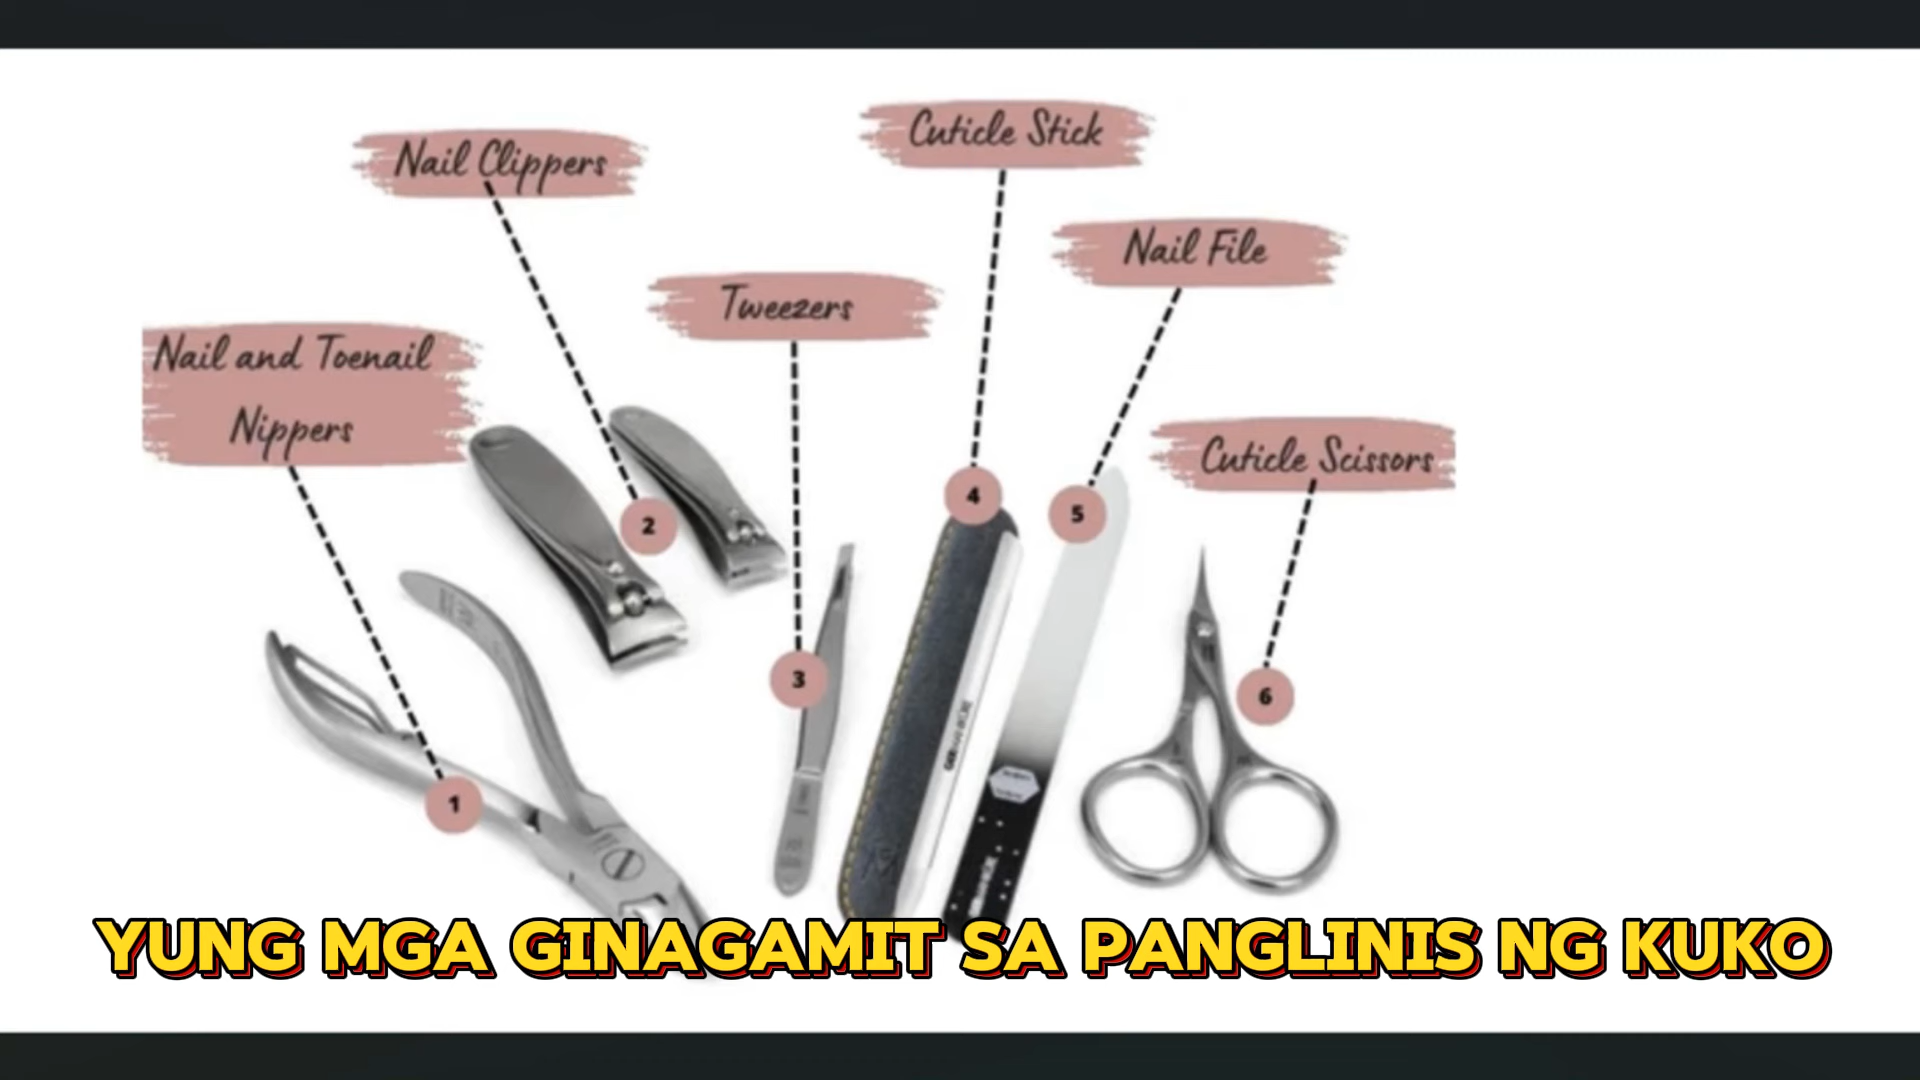 Cuticle Stick
Nail Clippers
Nail File
Tweezers
Nail and Toenail
Nippers
Cuticle Scissors
4
5
2
3
6
1
YUNG MGA GINAGAMIT SA PANGLINIS NG KUKO